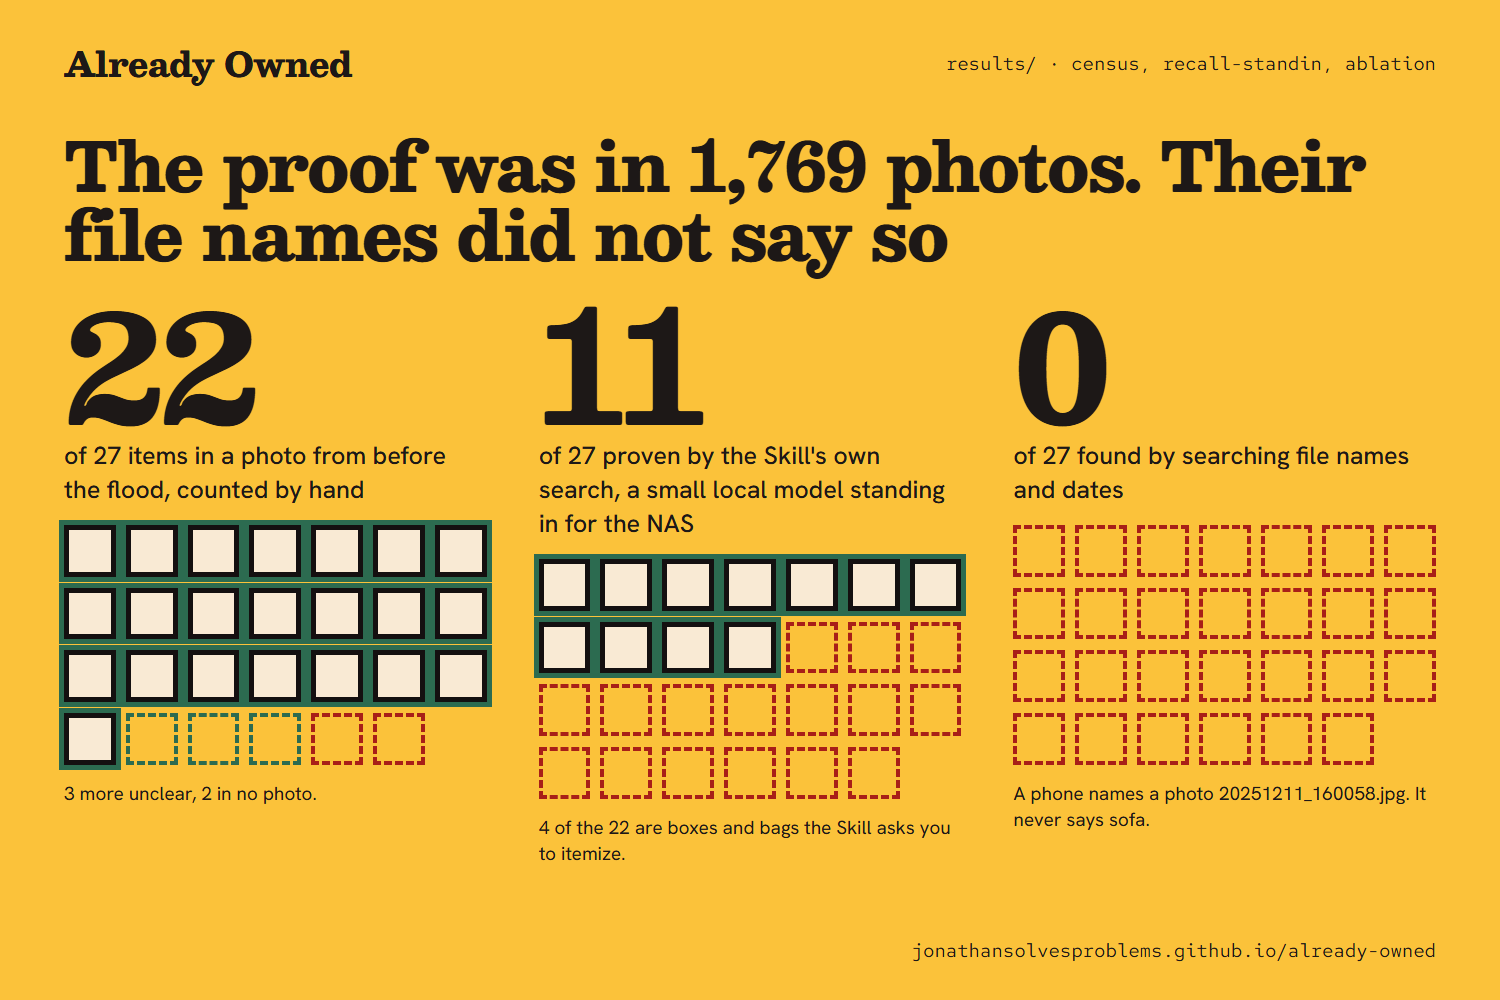 Already Owned
results/ · census, recall-standin, ablation
The proof was in 1,769 photos. Their
file names did not say so
22
of 27 items in a photo from before
the flood, counted by hand
3 more unclear, 2 in no photo.
11
of 27 proven by the Skill's own
search, a small local model standing
in for the NAS
4 of the 22 are boxes and bags the Skill asks you
to itemize.
0
of 27 found by searching file names
and dates
A phone names a photo 20251211_160058.jpg. It
never says sofa.
jonathansolvesproblems.github.io/already-owned